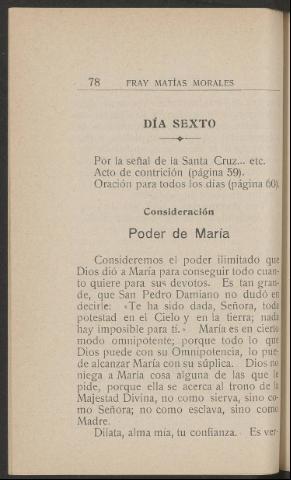 78 FRAY MATÍAS MORALES
DÍA SEXTO
Por la señal de la Santa Cruz... etc.
Acto de contrición (página 59).
Oración para todos los días (página 60).
Consideración
Poder de María
Consideremos el poder ilimitado que
Dios dió a María para conseguir todo cuan-
to quiere para sus devotos. Es tan gran-
de, que San Pedro Damiano no dudó en
decirle: «Te ha sido dada, Señora, toda
potestad en el Cielo y en la tierra; nada
hay imposible para tí.» María es en cierto
modo omnipotente; porque todo lo que
Dios puede con su Omnipotencia, lo pue-
de alcanzar María con su súplica. Dios no
niega a María cosa alguna de las que le
pide, porque ella se acerca al trono de la
Majestad Divina, no como sierva, sino co-
mo Señora; no como esclava, sino como
Madre.
Dilata, alma mía, tu confianza. Es ver-